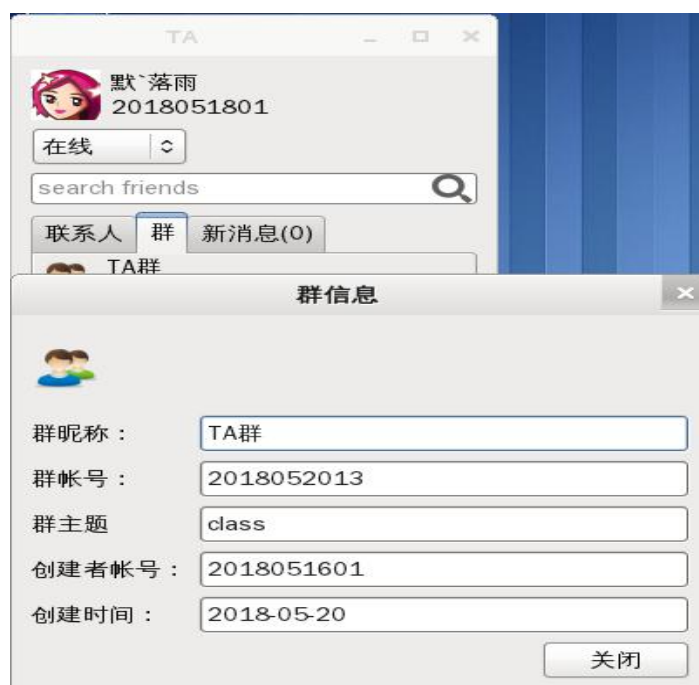 TA
默`落雨
2018051801
在线
search friends
联系人 群 新消息(0)
TA群
群信息
群昵称： TA群
群帐号： 2018052013
群主题 class
创建者帐号： 2018051601
创建时间： 2018-05-20
关闭